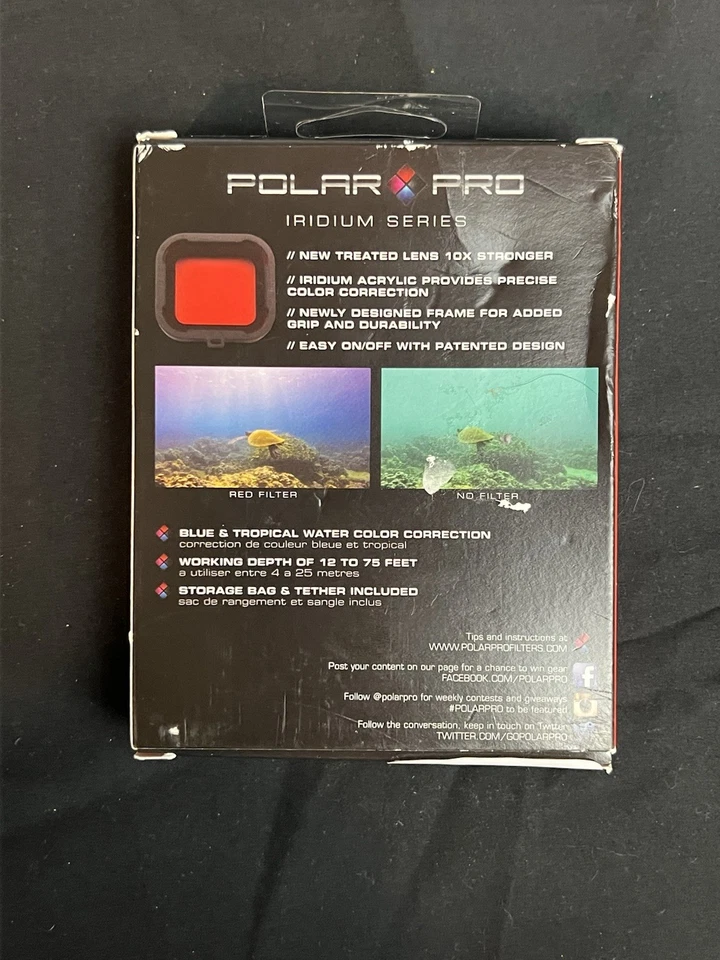 POLAR PRO
IRIDIUM SERIES
// NEW TREATED LENS 10X STRONGER
// IRIDIUM ACRYLIC PROVIDES PRECISE
COLOR CORRECTION
// NEWLY DESIGNED FRAME FOR ADDED
GRIP AND DURABILITY
// EASY ON/OFF WITH PATENTED DESIGN
RED FILTER
NO FILTER
BLUE & TROPICAL WATER COLOR CORRECTION
correction de couleur bleue et tropical
WORKING DEPTH OF 12 TO 75 FEET
a utiliser entre 4 a 25 metres
STORAGE BAG & TETHER INCLUDED
sac de rangement et sangle inclus
Tips and instructions at
WWW.POLARPROFILTERS.COM
Post your content on our page for a chance to win gear
FACEBOOK.COM/POLARPRO
Follow @polarpro for weekly contests and giveaways
#POLARPRO to be featured
Follow the conversation, keep in touch on Twitter
TWITTER.COM/GOPOLARPRO